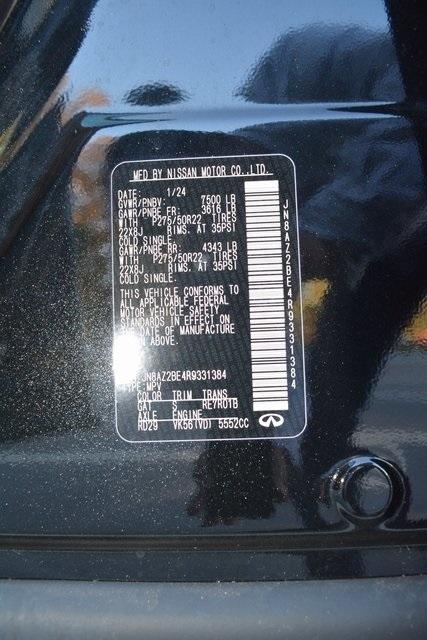 MFD BY NISSAN MOTOR CO.,LTD.
DATE: 1/24
GVWR/PNBV: 7500 LB
GAWR/PNBE FR: 3616 LB
WITH P275/50R22 TIRES
22X8J RIMS, AT 35PSI
COLD SINGLE.
GAWR/PNBE RR: 4343 LB
WITH P275/50R22, TIRES
22X8J RIMS, AT 35PSI
COLD SINGLE.
THIS VEHICLE CONFORMS TO
ALL APPLICABLE FEDERAL
MOTOR VEHICLE SAFETY
STANDARDS IN EFFECT ON
THE DATE OF MANUFACTURE
SHOWN ABOVE.
JN8AZ2BE4R9331384
TYPE:MPV
COLOR TRIM TRANS
GAT S RE7R01B
AXLE ENGINE
RD29 VK56(VD) 5552CC
JN8AZ2BE4R9331384